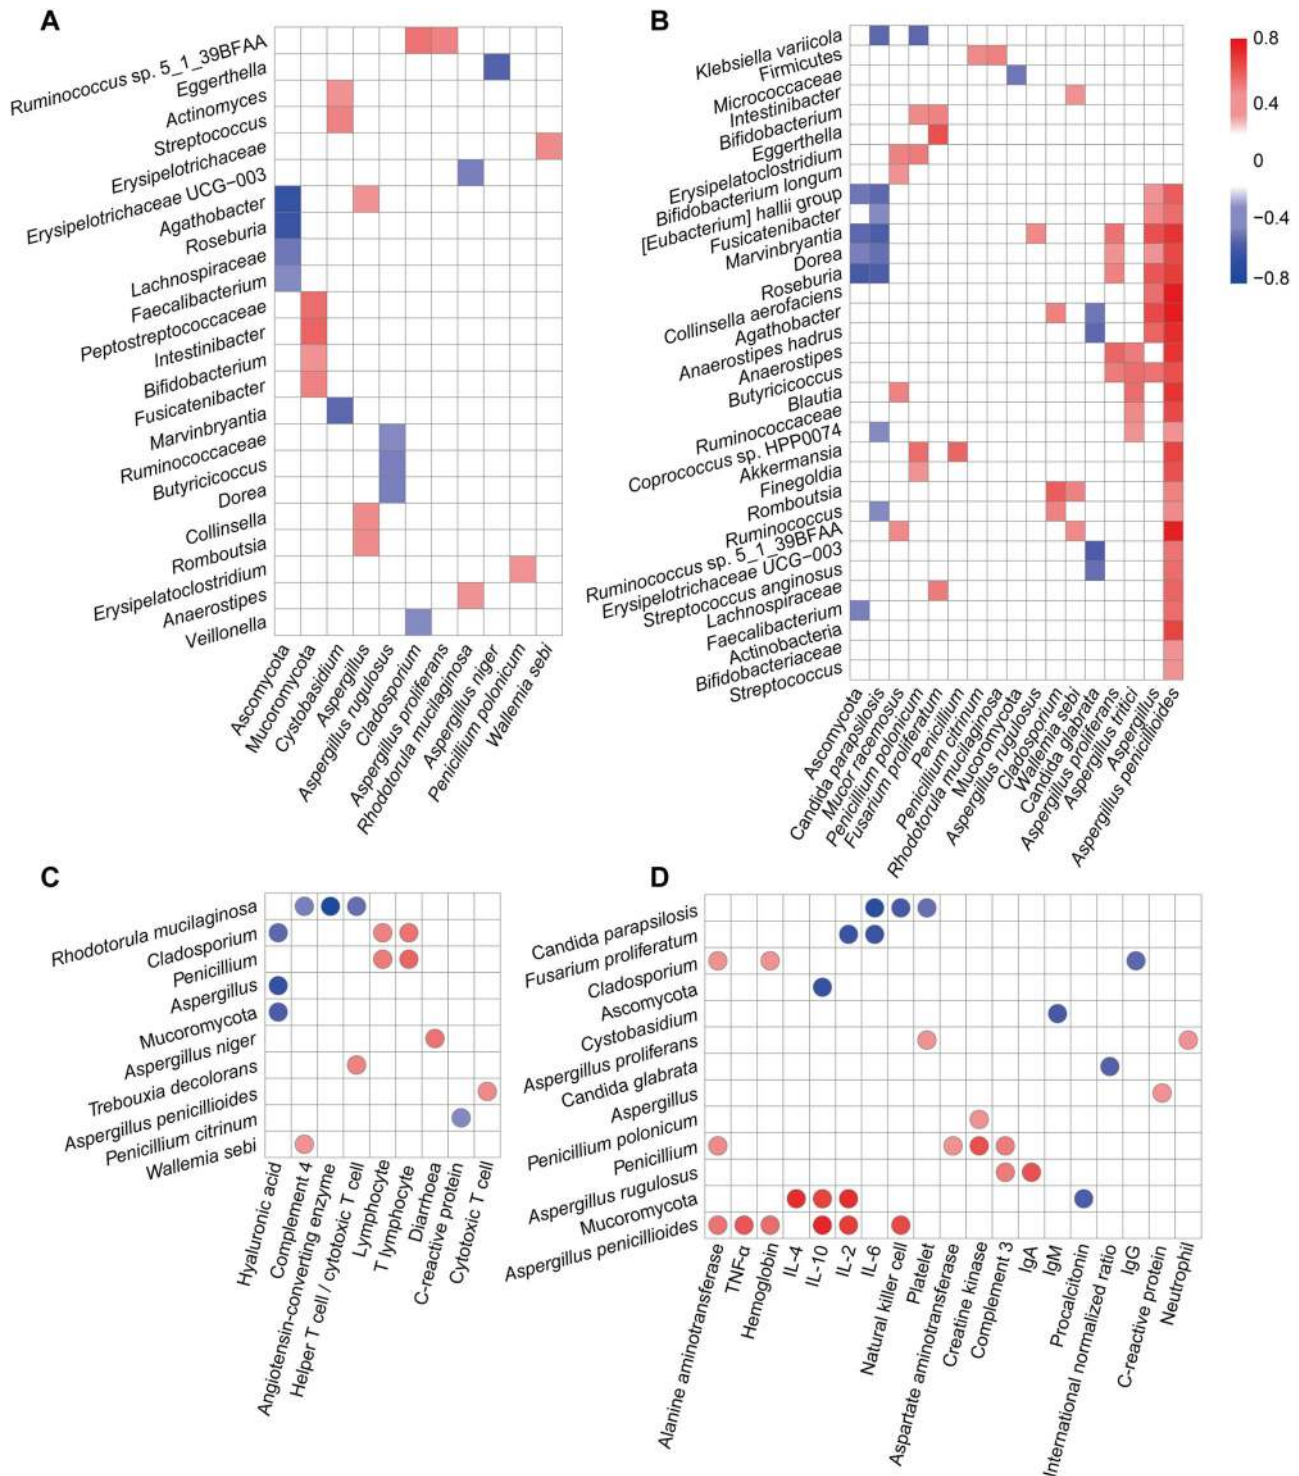 A
Ruminococcus sp. 5_1_39BFAA
Eggerthella
Actinomyces
Streptococcus
Erysipelotrichaceae
Erysipelotrichaceae UCG-003
Agathobacter
Roseburia
Lachnospiraceae
Faecalibacterium
Peptostreptococcaceae
Intestinibacter
Bifidobacterium
Fusicatenibacter
Marvinbryantia
Ruminococcaceae
Butyricicoccus
Dorea
Collinsella
Romboutsia
Erysipelatoclostridium
Anaerostipes
Veillonella
Ascomycota
Mucoromycota
Cystobasidium
Aspergillus
Aspergillus rugulosus
Cladosporium
Aspergillus proliferans
Rhodotorula mucilaginosa
Aspergillus niger
Penicillium polonicum
Wallemia sebi
B
Klebsiella variicola
Firmicutes
Micrococcaceae
Intestinibacter
Bifidobacterium
Eggerthella
Erysipelatoclostridium
Bifidobacterium longum
[Eubacterium] hallii group
Fusicatenibacter
Marvinbryantia
Dorea
Roseburia
Collinsella aerofaciens
Agathobacter
Anaerostipes hadrus
Anaerostipes
Butyricicoccus
Blautia
Ruminococcaceae
Coprococcus sp. HPP0074
Akkermansia
Finegoldia
Romboutsia
Ruminococcus
Ruminococcus sp. 5_1_39BFAA
Erysipelotrichaceae UCG-003
Streptococcus anginosus
Lachnospiraceae
Faecalibacterium
Actinobacteria
Bifidobacteriaceae
Streptococcus
Ascomycota
Candida parapsilosis
Mucor racemosus
Penicillium polonicum
Fusarium proliferatum
Penicillium
Penicillium citrinum
Rhodotorula mucilaginosa
Mucoromycota
Aspergillus rugulosus
Cladosporium
Wallemia sebi
Candida glabrata
Aspergillus proliferans
Aspergillus tritici
Aspergillus
Aspergillus penicillioides
0.8
0.4
0
−0.4
−0.8
C
Rhodotorula mucilaginosa
Cladosporium
Penicillium
Aspergillus
Mucoromycota
Aspergillus niger
Trebouxia decolorans
Aspergillus penicillioides
Penicillium citrinum
Wallemia sebi
Hyaluronic acid
Complement 4
Angiotensin-converting enzyme
Helper T cell / cytotoxic T cell
Lymphocyte
T lymphocyte
Diarrhoea
C-reactive protein
Cytotoxic T cell
D
Candida parapsilosis
Fusarium proliferatum
Cladosporium
Ascomycota
Cystobasidium
Aspergillus proliferans
Candida glabrata
Aspergillus
Penicillium polonicum
Penicillium
Aspergillus rugulosus
Mucoromycota
Aspergillus penicillioides
Alanine aminotransferase
TNF-α
Hemoglobin
IL-4
IL-10
IL-2
IL-6
Natural killer cell
Platelet
Aspartate aminotransferase
Creatine kinase
Complement 3
IgA
IgM
Procalcitonin
International normalized ratio
IgG
C-reactive protein
Neutrophil